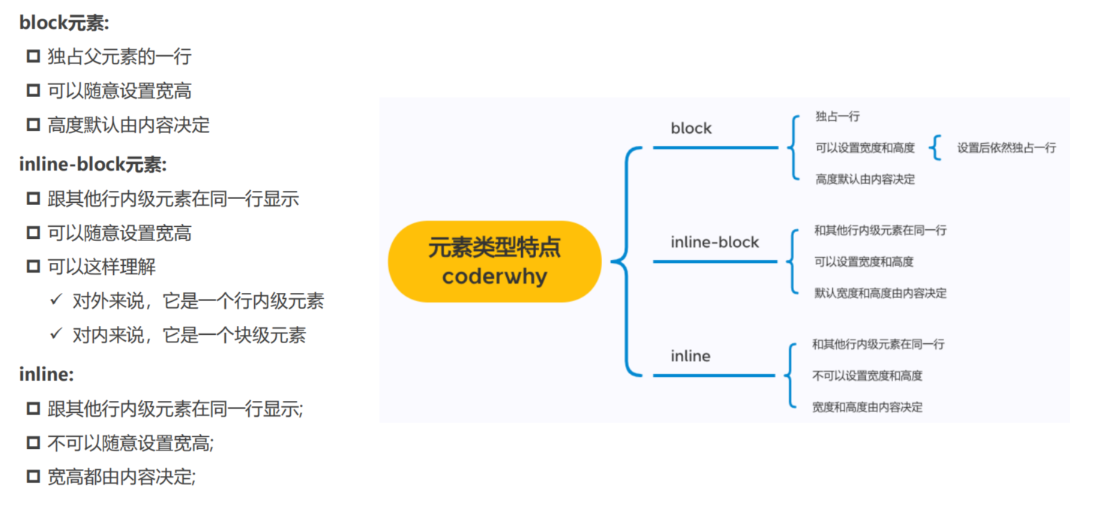 block元素:
独占父元素的一行
可以随意设置宽高
高度默认由内容决定
inline-block元素:
跟其他行内级元素在同一行显示
可以随意设置宽高
可以这样理解
对外来说，它是一个行内级元素
对内来说，它是一个块级元素
inline:
跟其他行内级元素在同一行显示;
不可以随意设置宽高;
宽高都由内容决定;
元素类型特点
coderwhy
block
独占一行
可以设置宽度和高度
设置后依然独占一行
高度默认由内容决定
inline-block
和其他行内级元素在同一行
可以设置宽度和高度
默认宽度和高度由内容决定
inline
和其他行内级元素在同一行
不可以设置宽度和高度
宽度和高度由内容决定